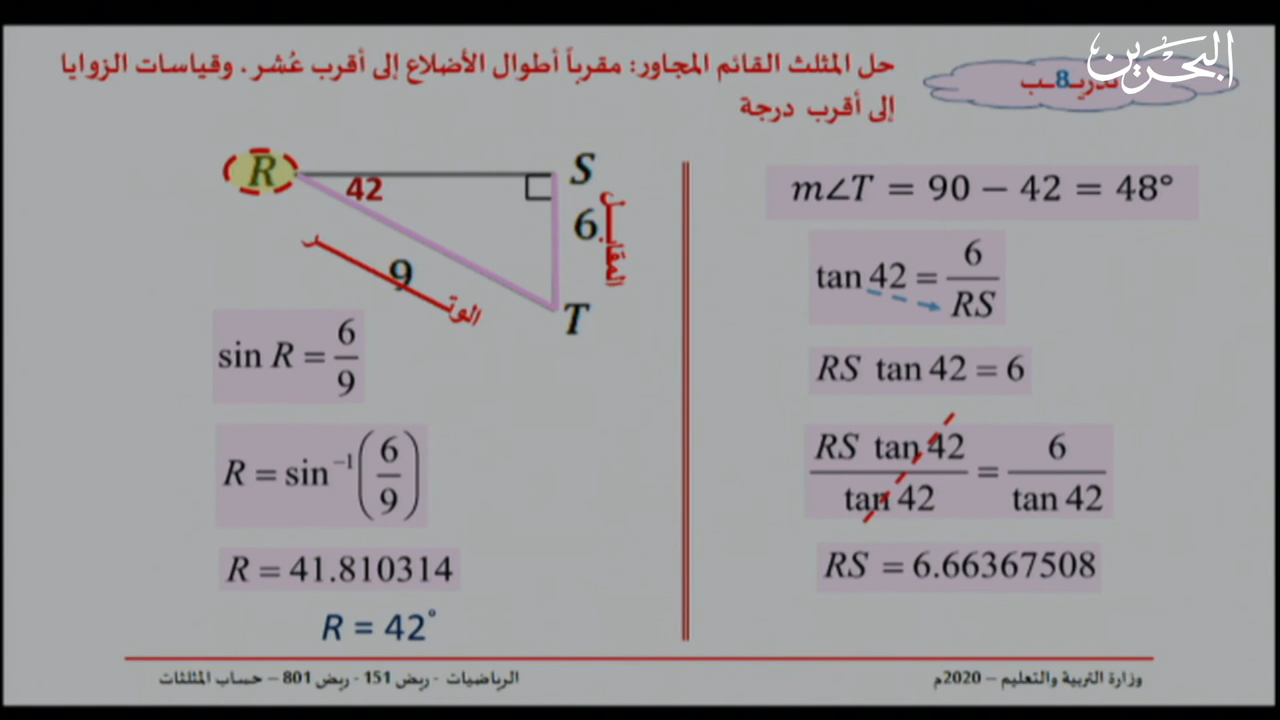 البحرين
تدريـ8ـب
حل المثلث القائم المجاور: مقرباً أطوال الأضلاع إلى أقرب عُشر. وقياسات الزوايا
إلى أقرب درجة
R
42
S
6
المقابـل
9
الوتـر
T
sin R = 6/9
R = sin⁻¹(6/9)
R = 41.810314
R = 42°
m∠T = 90 − 42 = 48°
tan 42 = 6/RS
RS tan 42 = 6
RS tan 42/tan 42 = 6/tan 42
RS = 6.66367508
وزارة التربية والتعليم – 2020م
الرياضيات - ريض 151 - ريض 801 – حساب المثلثات